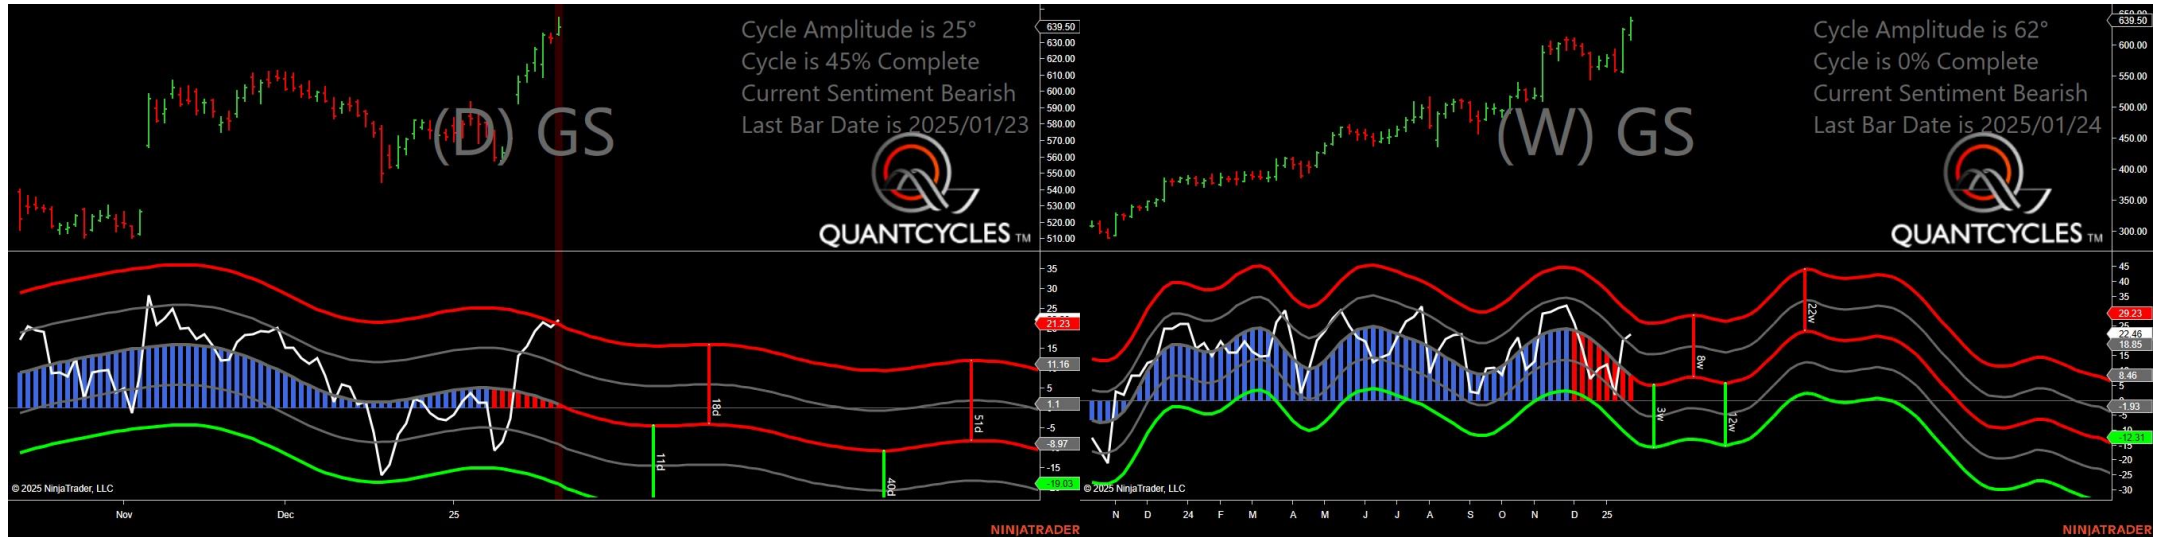 Cycle Amplitude is 25°
Cycle is 45% Complete
Current Sentiment Bearish
Last Bar Date is 2025/01/23
(D) GS
QUANTCYCLES TM
639.50
630.00
620.00
610.00
600.00
590.00
580.00
570.00
560.00
550.00
540.00
530.00
520.00
510.00
35
30
25
21.23
15
11.16
5
1.1
-5
-8.97
-15
-19.03
11d
18d
40d
51d
© 2025 NinjaTrader, LLC
Nov
Dec
25
NINJATRADER
Cycle Amplitude is 62°
Cycle is 0% Complete
Current Sentiment Bearish
Last Bar Date is 2025/01/24
(W) GS
QUANTCYCLES TM
639.50
600.00
550.00
500.00
450.00
400.00
350.00
300.00
45
40
35
29.23
22.46
18.85
15
8.46
5
-1.93
-5
-12.31
-15
-20
-25
-30
3w
8w
12w
22w
© 2025 NinjaTrader, LLC
N
D
24
F
M
A
M
J
J
A
S
O
N
D
25
NINJATRADER